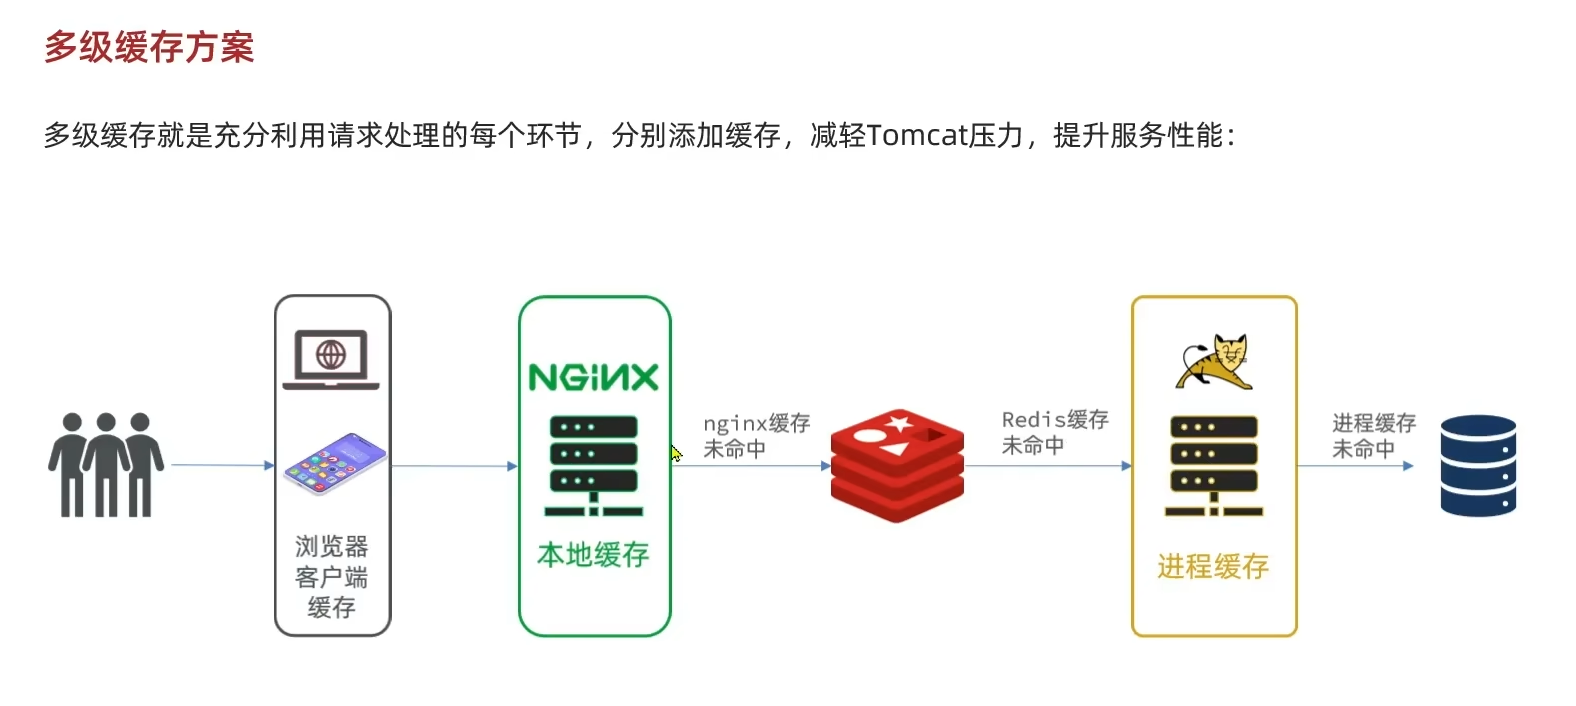 多级缓存方案
多级缓存就是充分利用请求处理的每个环节，分别添加缓存，减轻Tomcat压力，提升服务性能：
浏览器
客户端
缓存
NGINX
本地缓存
nginx缓存
未命中
Redis缓存
未命中
进程缓存
进程缓存
未命中